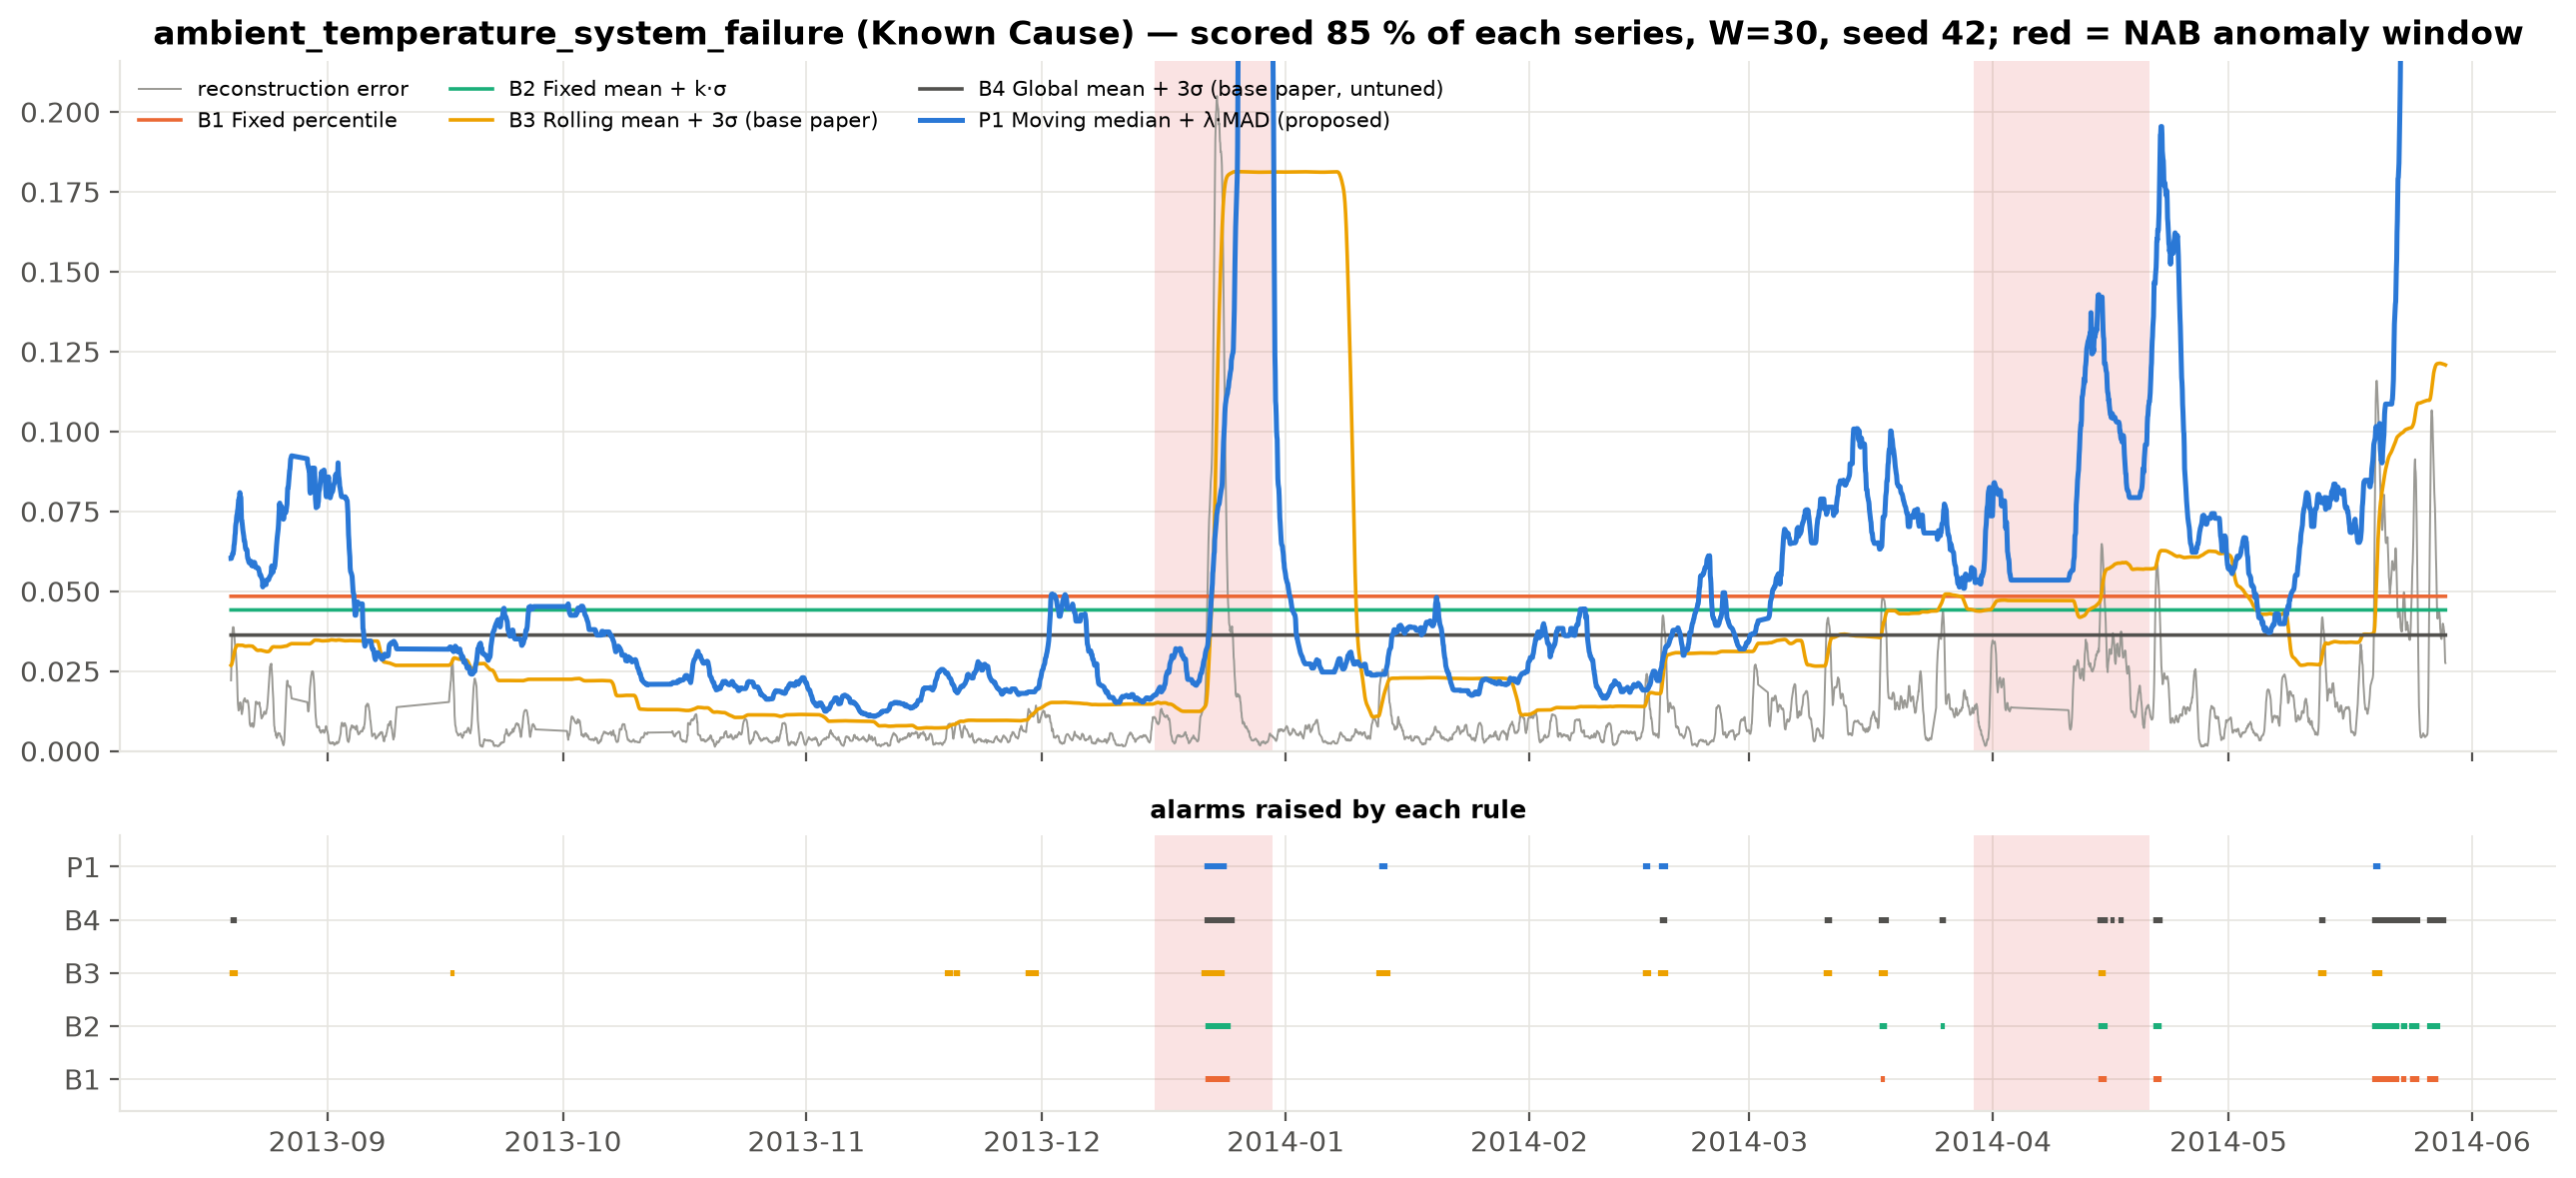 ambient_temperature_system_failure (Known Cause) — scored 85 % of each series, W=30, seed 42; red = NAB anomaly window
reconstruction error
B1 Fixed percentile
B2 Fixed mean + k·σ
B3 Rolling mean + 3σ (base paper)
B4 Global mean + 3σ (base paper, untuned)
P1 Moving median + λ·MAD (proposed)
0.200
0.175
0.150
0.125
0.100
0.075
0.050
0.025
0.000
alarms raised by each rule
P1
B4
B3
B2
B1
2013-09 2013-10 2013-11 2013-12 2014-01 2014-02 2014-03 2014-04 2014-05 2014-06